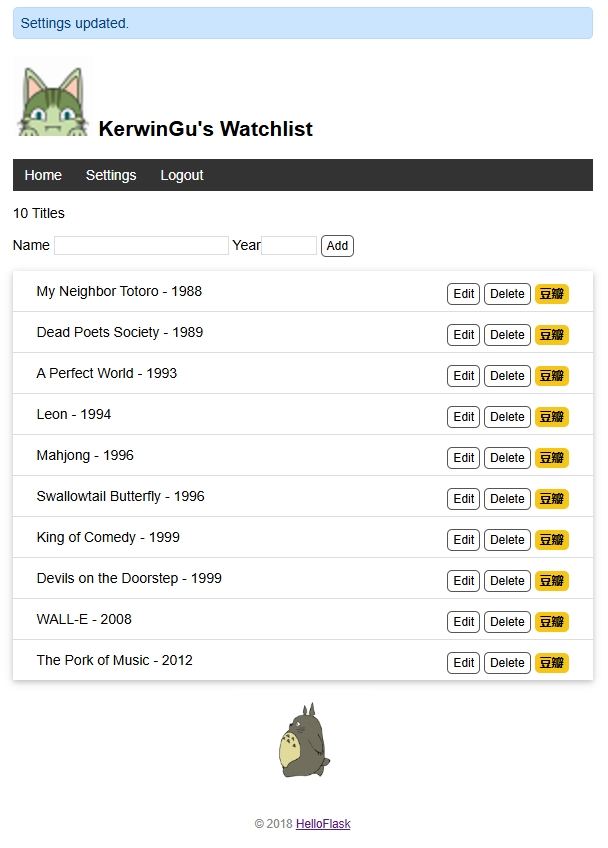 Settings updated.
KerwinGu's Watchlist
Home Settings Logout
10 Titles
Name Year Add
My Neighbor Totoro - 1988 Edit Delete 豆瓣
Dead Poets Society - 1989 Edit Delete 豆瓣
A Perfect World - 1993 Edit Delete 豆瓣
Leon - 1994 Edit Delete 豆瓣
Mahjong - 1996 Edit Delete 豆瓣
Swallowtail Butterfly - 1996 Edit Delete 豆瓣
King of Comedy - 1999 Edit Delete 豆瓣
Devils on the Doorstep - 1999 Edit Delete 豆瓣
WALL-E - 2008 Edit Delete 豆瓣
The Pork of Music - 2012 Edit Delete 豆瓣
© 2018 HelloFlask